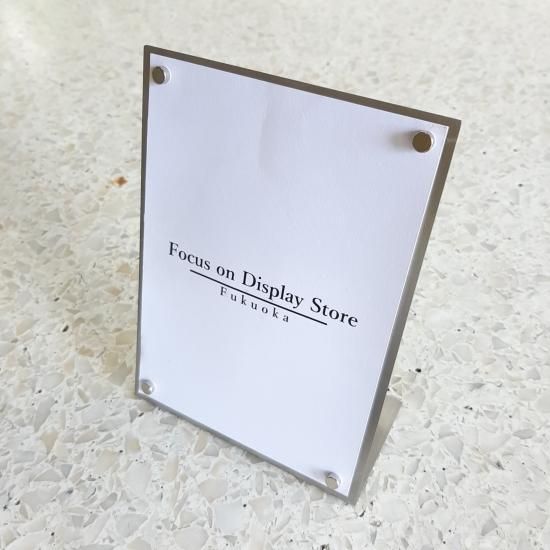 Focus on Display Store
Fukuoka